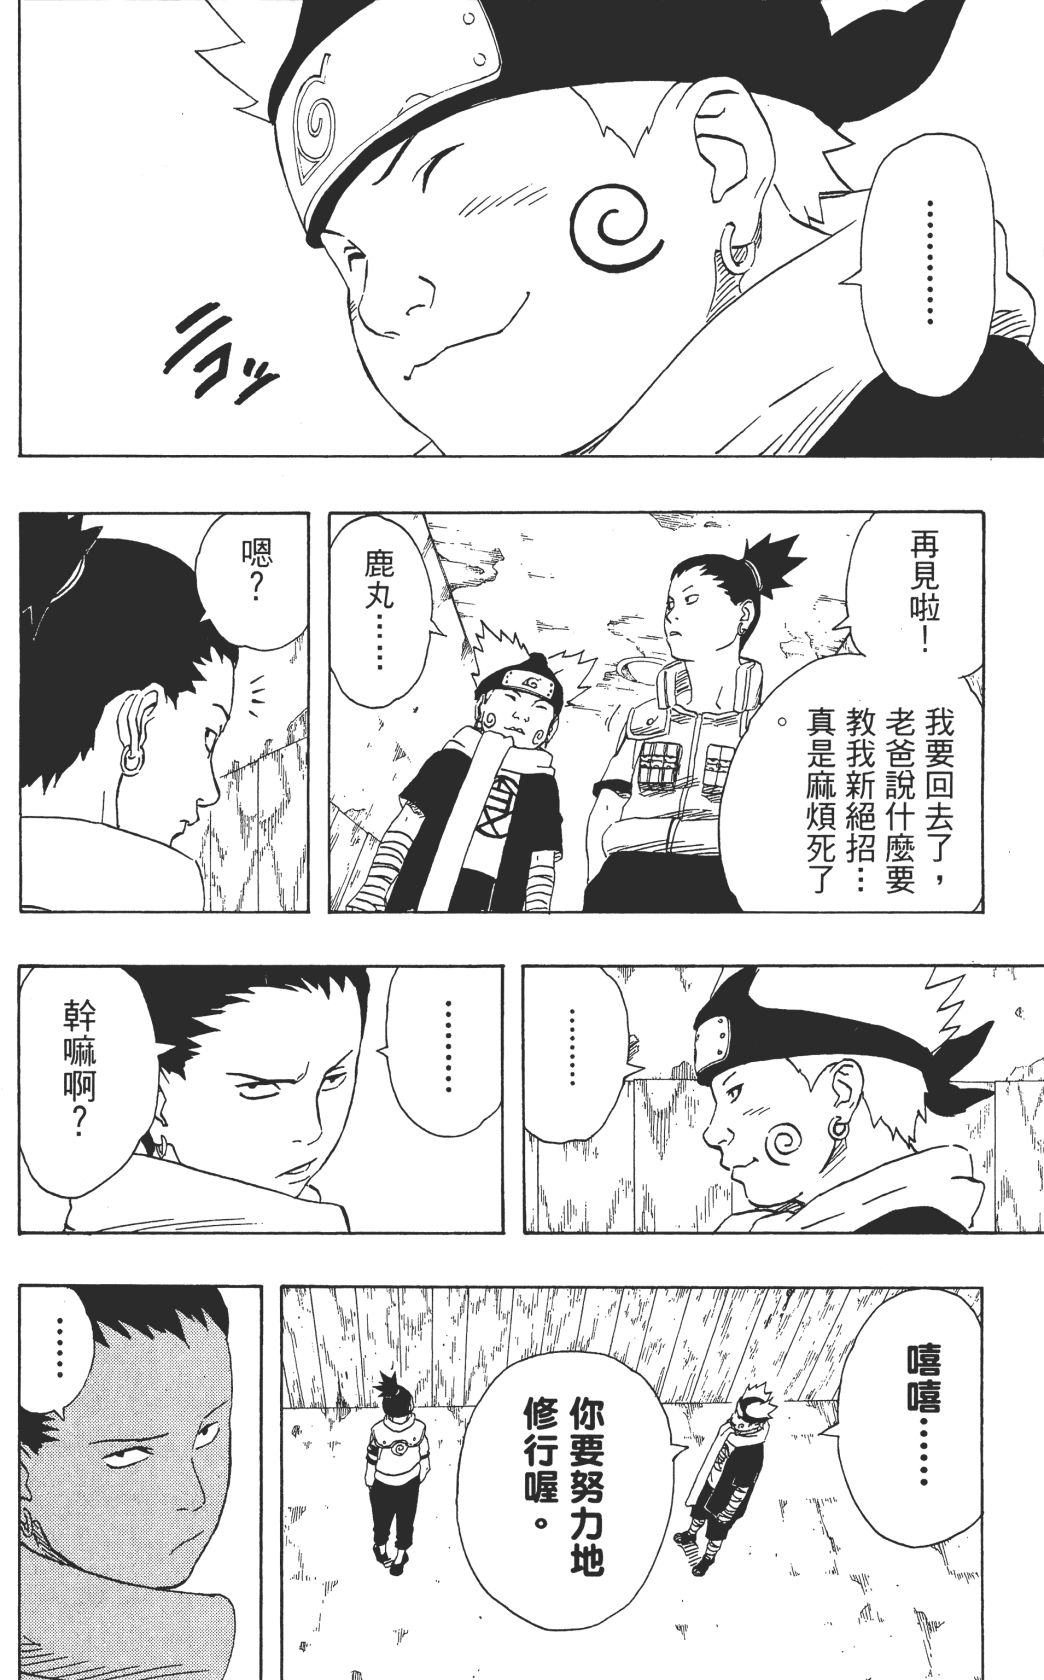 …………
ニコッ
再見啦！
我要回去了，
老爸說什麼要
教我新絕招…
真是麻煩死了
。
鹿丸……
嗯？
…………
…………
幹嘛啊？
嘻嘻……
你要努力地
修行喔。
……